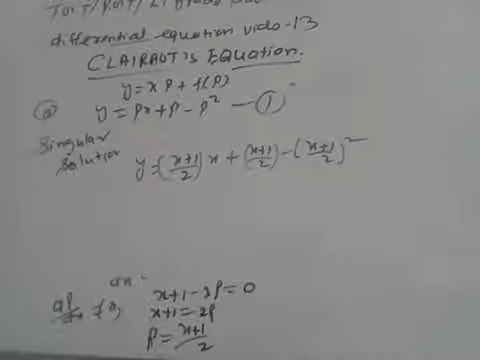 differential equation video-13
CLAIRAUT'S EQUATION.
y = xp + f(p)
@ y = px + p - p² — ①
Singular
Solution y = (x+1/2) x + (x+1/2) - (x+1/2)²
x+1-2p = 0
x+1 = 2p
p = x+1/2